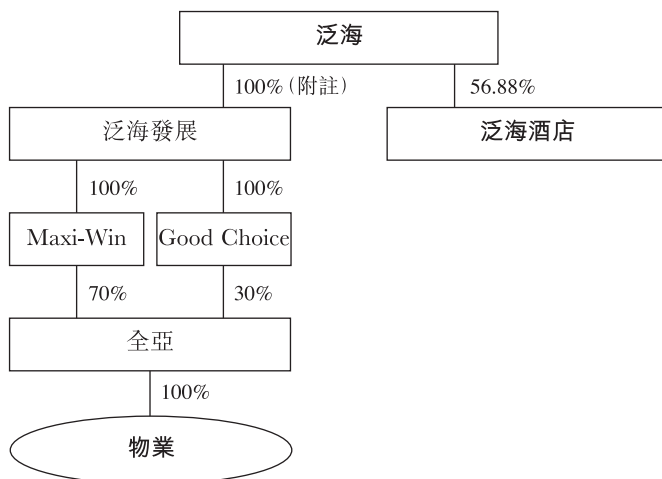 泛海
100% (附註)
56.88%
泛海發展
泛海酒店
100%
100%
Maxi-Win
Good Choice
70%
30%
全亞
100%
物業